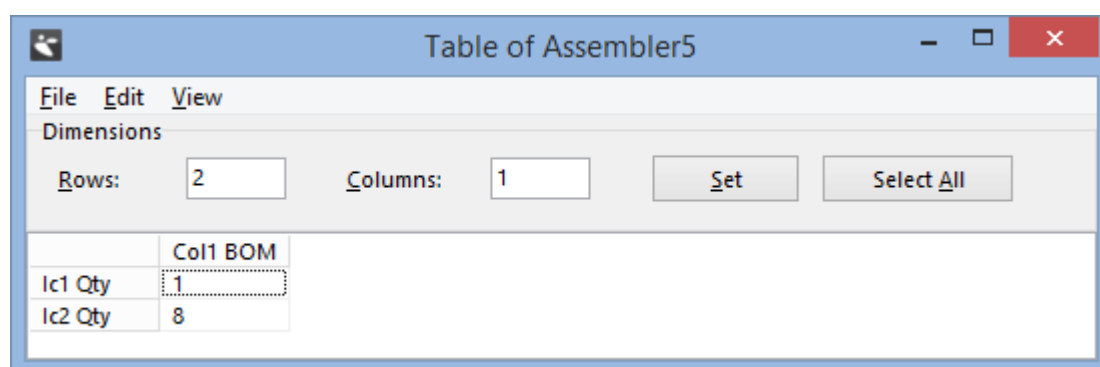 Table of Assembler5
File Edit View
Dimensions
Rows: 2 Columns: 1 Set Select All
Col1 BOM
Ic1 Qty 1
Ic2 Qty 8